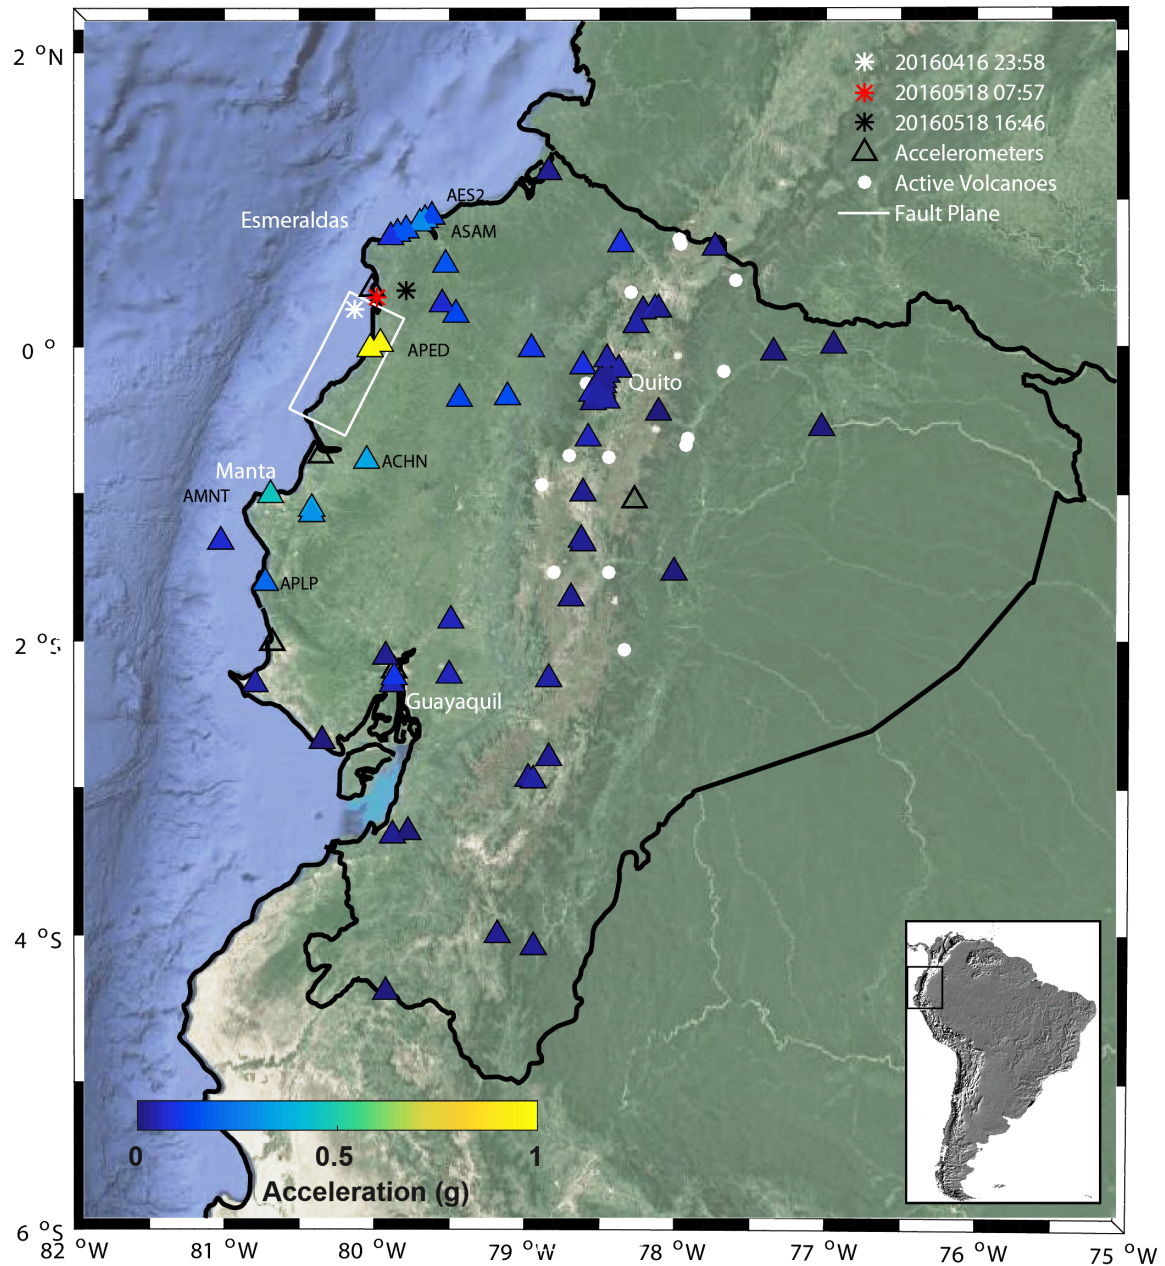 2 °N
20160416 23:58
20160518 07:57
20160518 16:46
Accelerometers
Active Volcanoes
Fault Plane
AES2
Esmeraldas
ASAM
0 °
APED
Quito
ACHN
Manta
AMNT
APLP
2 °S
Guayaquil
4 °S
0
0.5
1
Acceleration (g)
6 °S
82 °W
81 °W
80 °W
79 °W
78 °W
77 °W
76 °W
75 °W